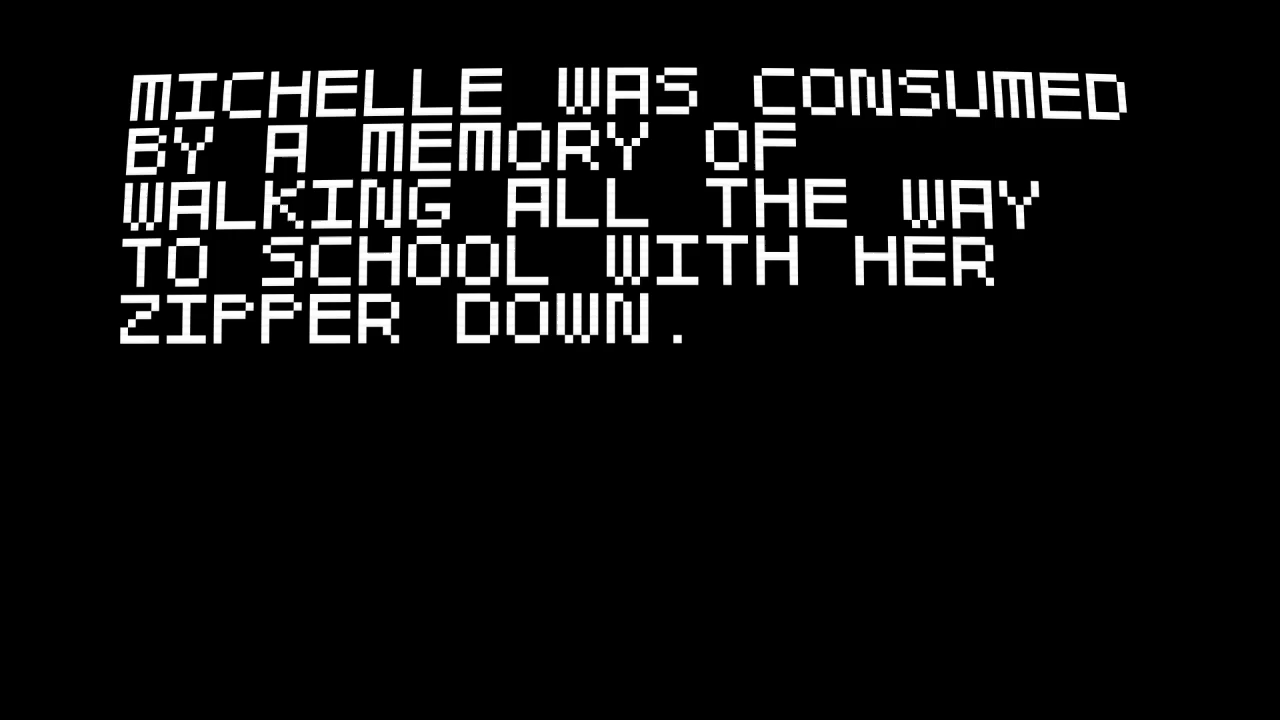 MICHELLE WAS CONSUMED
BY A MEMORY OF
WALKING ALL THE WAY
TO SCHOOL WITH HER
ZIPPER DOWN.